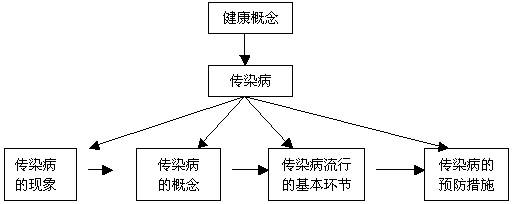 健康概念
传染病
传染病
的现象
传染病
的概念
传染病流行
的基本环节
传染病的
预防措施